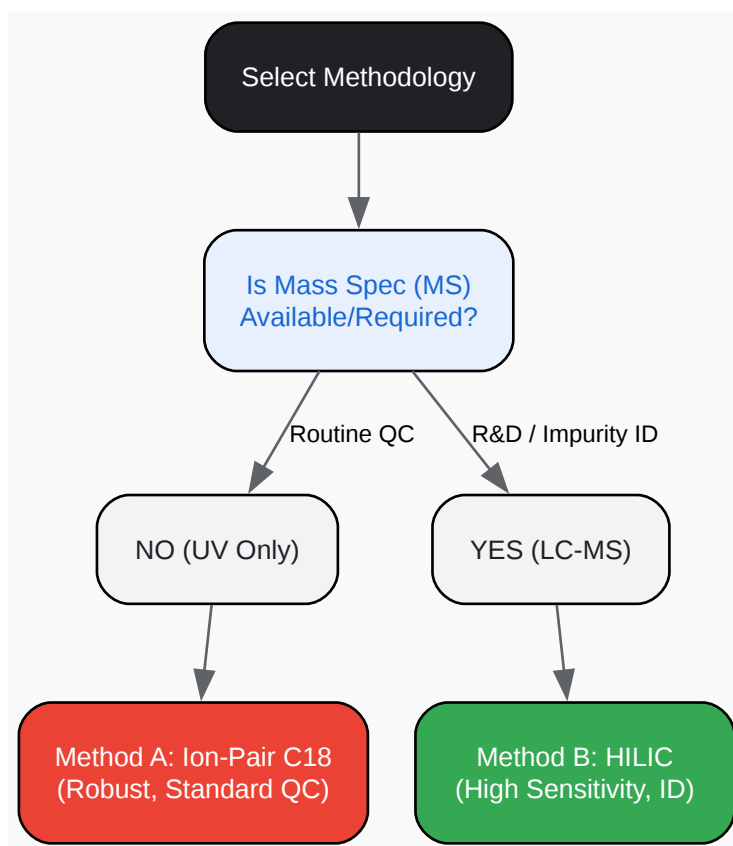 Select Methodology
Is Mass Spec (MS)
Available/Required?
Routine QC
R&D / Impurity ID
NO (UV Only)
YES (LC-MS)
Method A: Ion-Pair C18
(Robust, Standard QC)
Method B: HILIC
(High Sensitivity, ID)